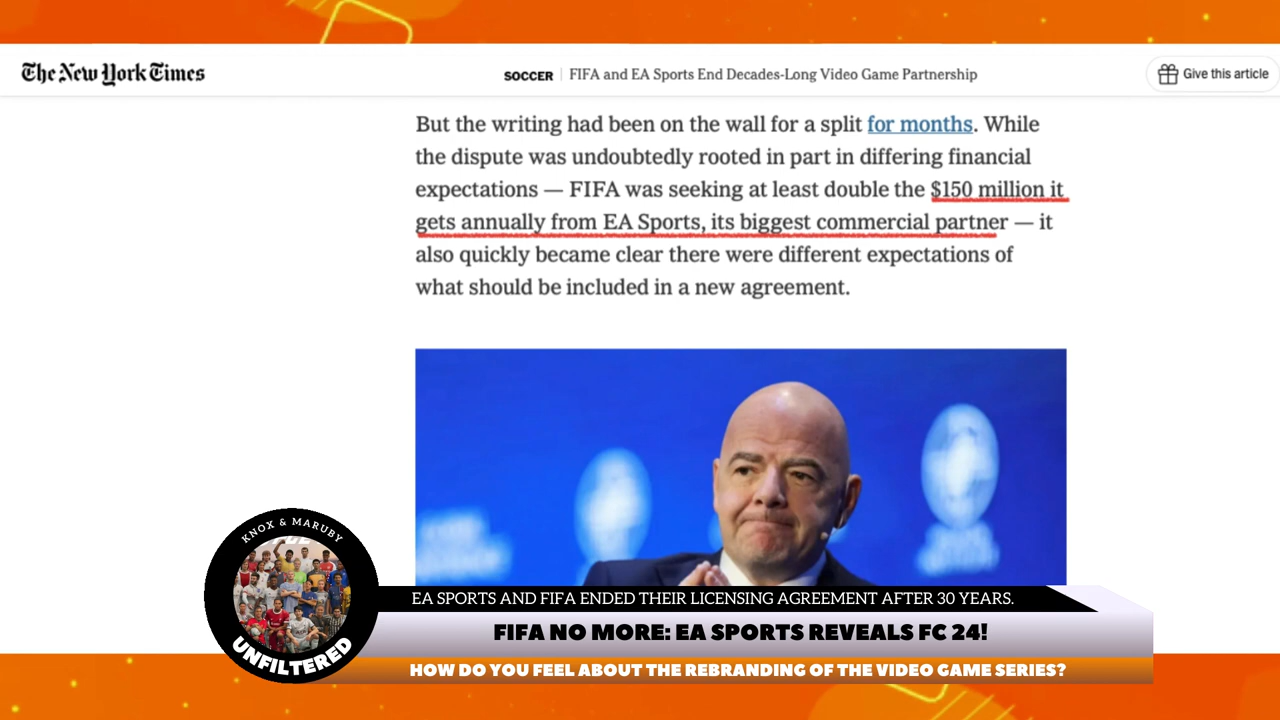 The New York Times
SOCCER FIFA and EA Sports End Decades-Long Video Game Partnership
Give this article
But the writing had been on the wall for a split for months. While
the dispute was undoubtedly rooted in part in differing financial
expectations — FIFA was seeking at least double the $150 million it
gets annually from EA Sports, its biggest commercial partner — it
also quickly became clear there were different expectations of
what should be included in a new agreement.
KNOX & MARUBY
UNFILTERED
EA SPORTS AND FIFA ENDED THEIR LICENSING AGREEMENT AFTER 30 YEARS.
FIFA NO MORE: EA SPORTS REVEALS FC 24!
HOW DO YOU FEEL ABOUT THE REBRANDING OF THE VIDEO GAME SERIES?